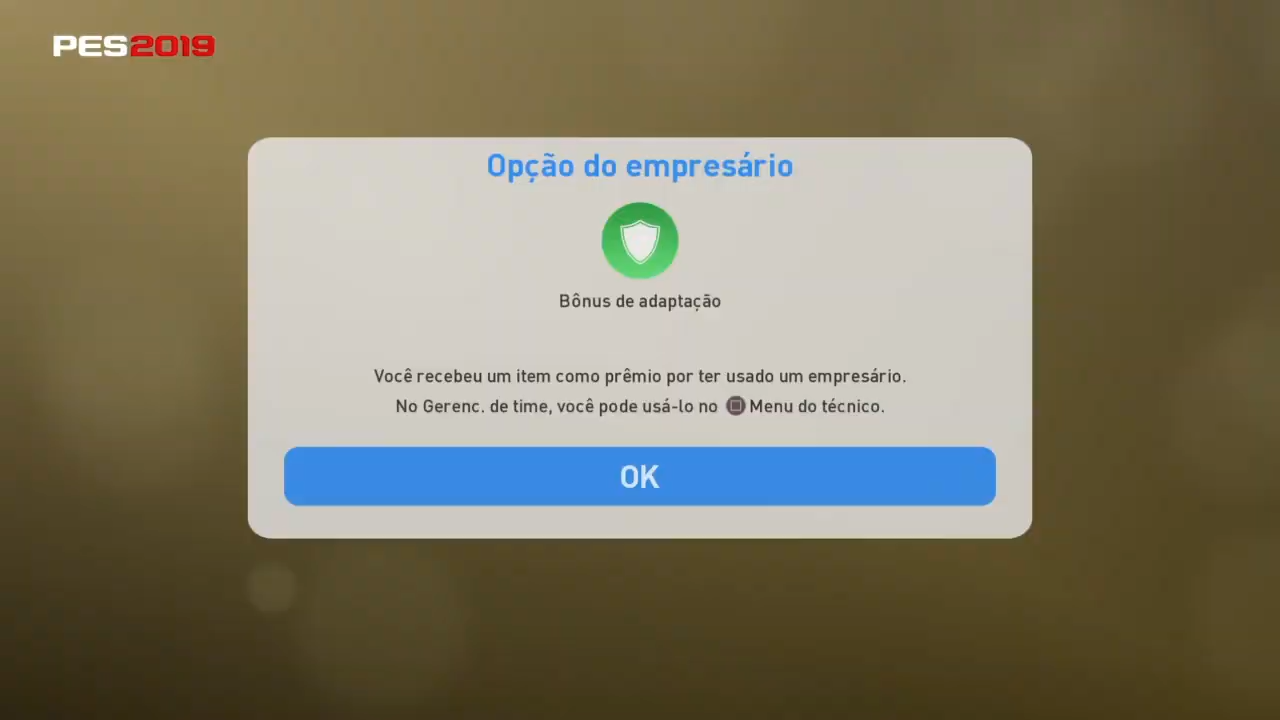 PES2019
Opção do empresário
Bônus de adaptação
Você recebeu um item como prêmio por ter usado um empresário.
No Gerenc. de time, você pode usá-lo no Menu do técnico.
OK